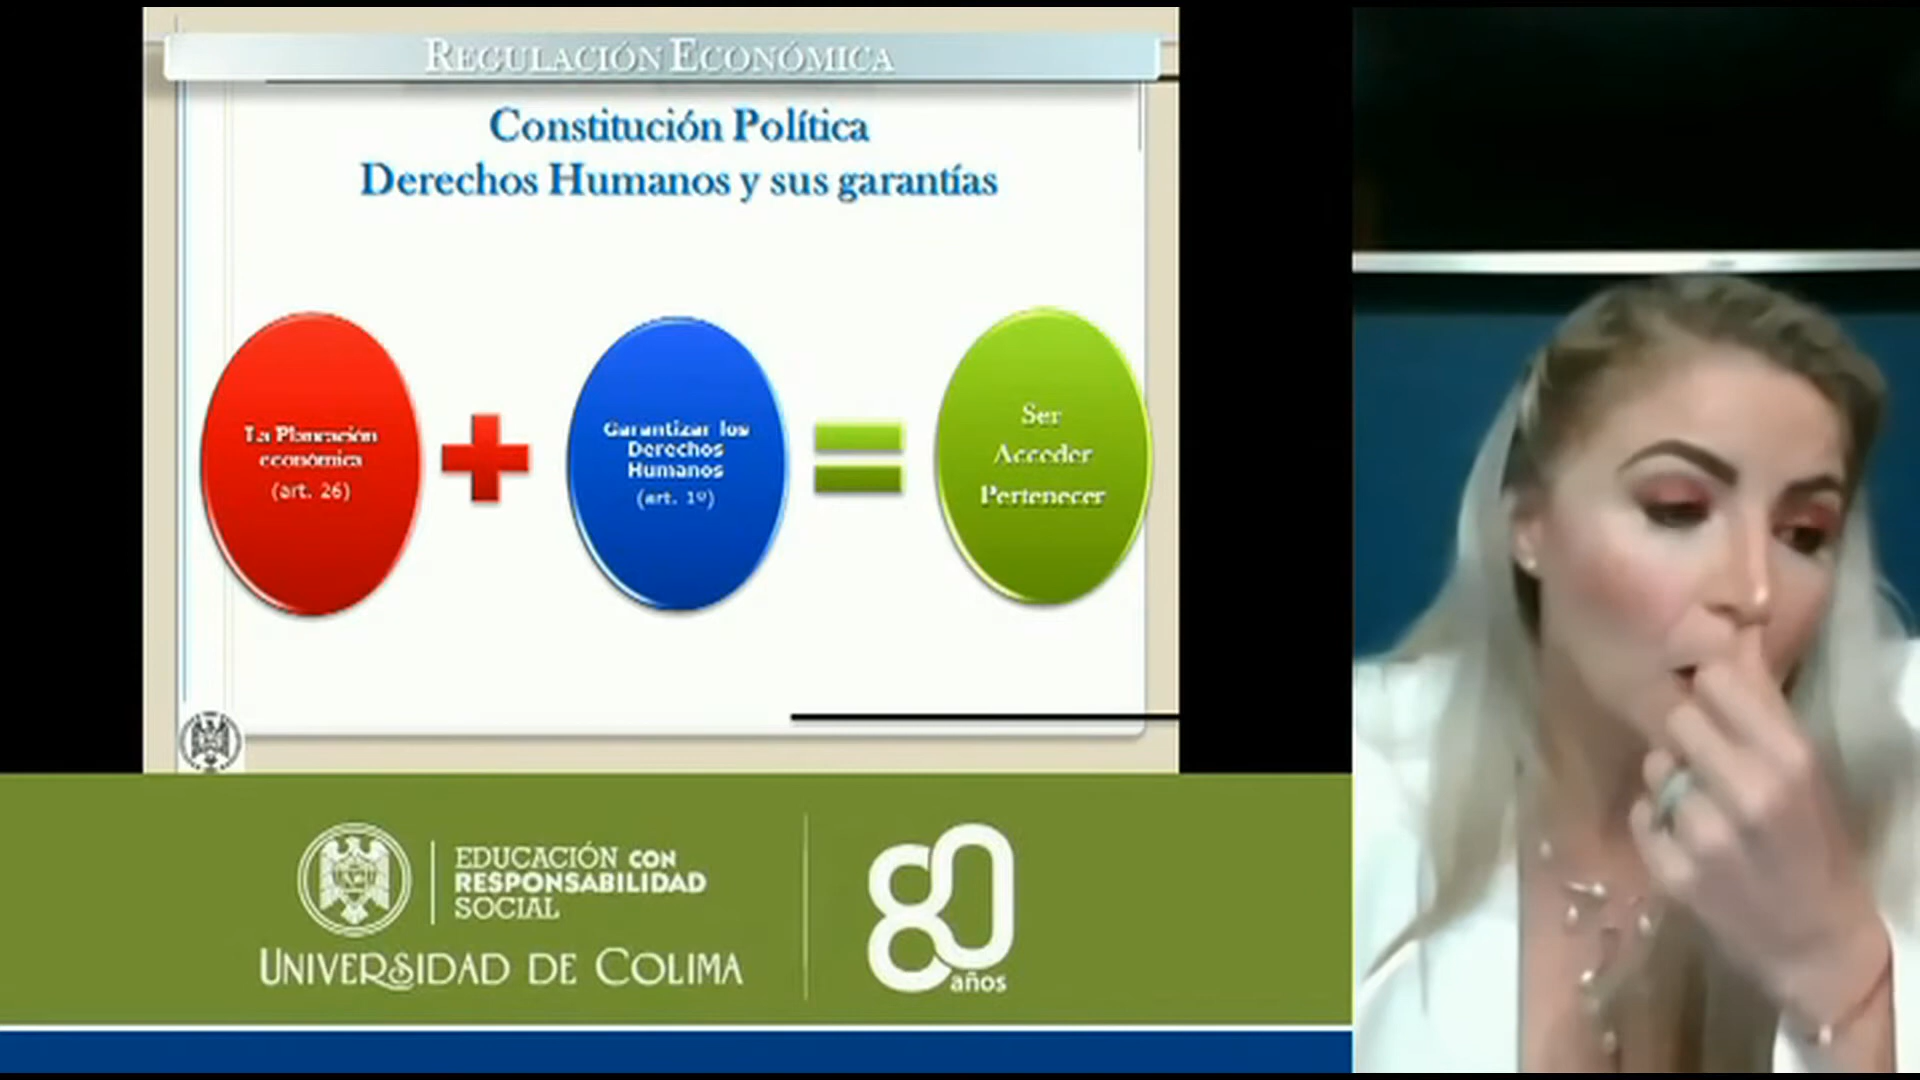 REGULACIÓN ECONÓMICA
Constitución Política
Derechos Humanos y sus garantías
La Planeación
económica
(art. 26)
Garantizar los
Derechos
Humanos
(art. 1º)
Ser
Acceder
Pertenecer
EDUCACIÓN CON
RESPONSABILIDAD
SOCIAL
UNIVERSIDAD DE COLIMA
80
años